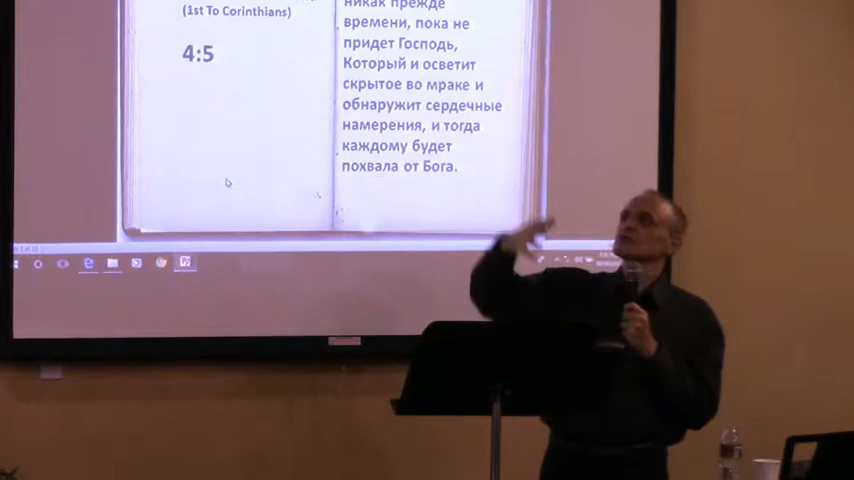 (1st To Corinthians)
4:5
никак прежде
времени, пока не
придет Господь,
Который и осветит
скрытое во мраке и
обнаружит сердечные
намерения, и тогда
каждому будет
похвала от Бога.